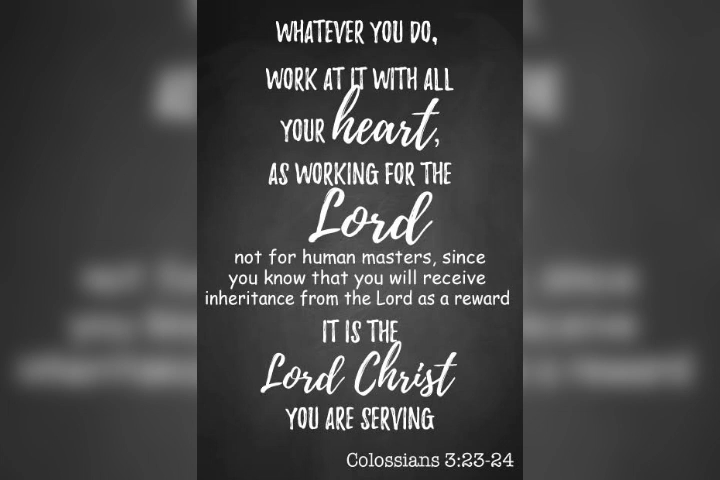 WHATEVER YOU DO,
WORK AT IT WITH ALL
YOUR heart,
AS WORKING FOR THE
Lord
not for human masters, since
you know that you will receive
inheritance from the Lord as a reward
IT IS THE
Lord Christ
YOU ARE SERVING
Colossians 3:23-24